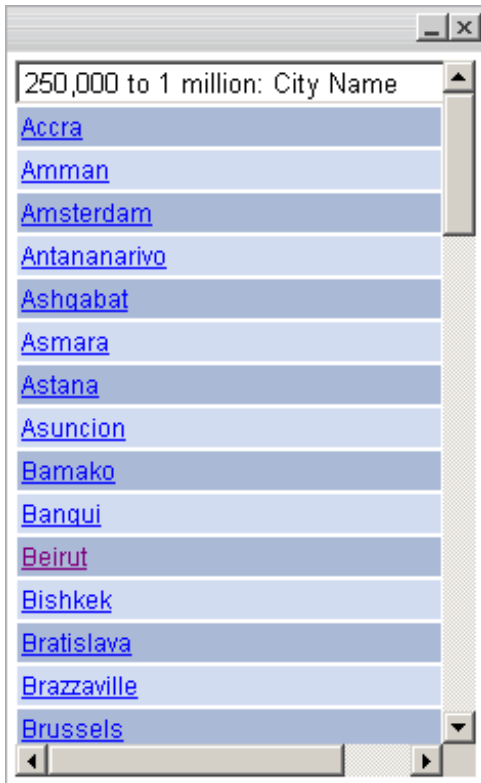 250,000 to 1 million: City Name
Accra
Amman
Amsterdam
Antananarivo
Ashgabat
Asmara
Astana
Asuncion
Bamako
Bangui
Beirut
Bishkek
Bratislava
Brazzaville
Brussels